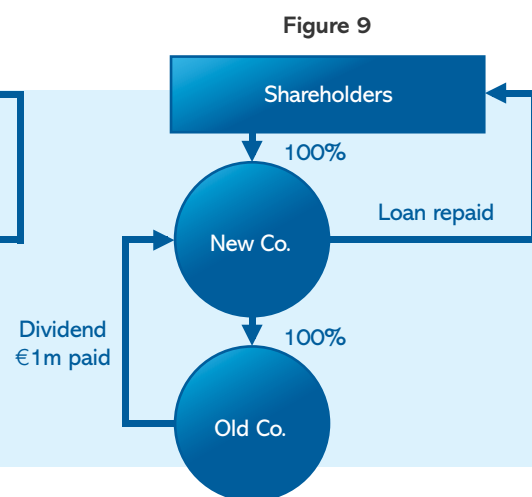 Figure 9
Shareholders
100%
Loan repaid
New Co.
Dividend
€1m paid
100%
Old Co.